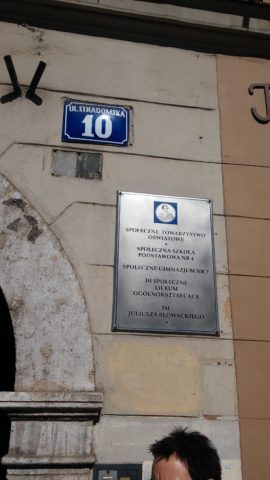 UL. STRADOMSKA
10
SPOŁECZNE TOWARZYSTWO
OŚWIATOWE
SPOŁECZNA SZKOŁA
PODSTAWOWA NR 4
SPOŁECZNE GIMNAZJUM NR 7
III SPOŁECZNE
LICEUM
OGÓLNOKSZTAŁCĄCE
IM.
JULIUSZA SŁOWACKIEGO